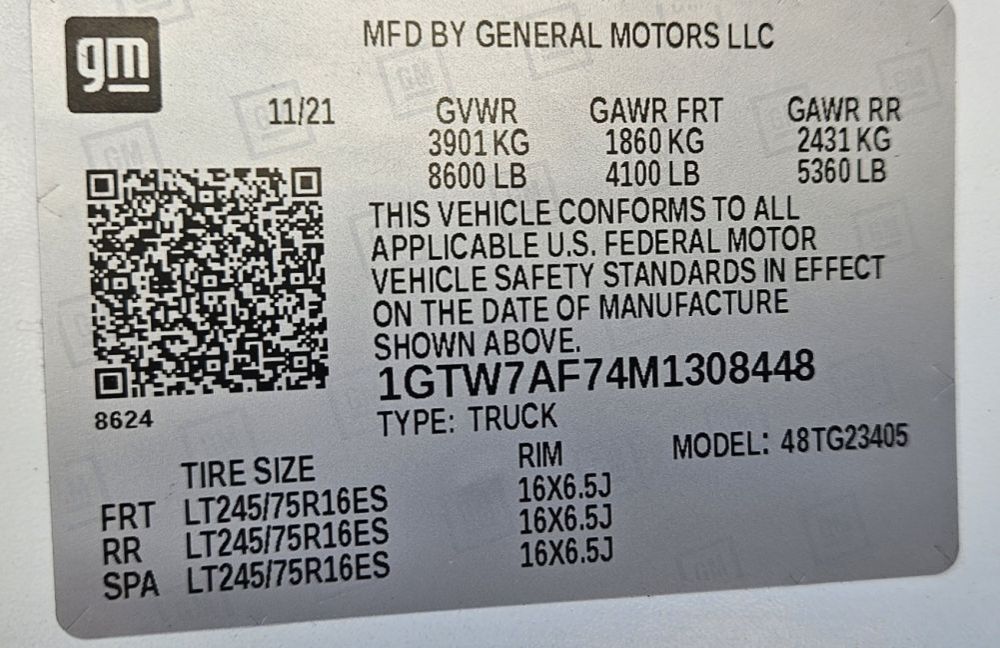 gm
MFD BY GENERAL MOTORS LLC
11/21 GVWR GAWR FRT GAWR RR
3901 KG 1860 KG 2431 KG
8600 LB 4100 LB 5360 LB
THIS VEHICLE CONFORMS TO ALL
APPLICABLE U.S. FEDERAL MOTOR
VEHICLE SAFETY STANDARDS IN EFFECT
ON THE DATE OF MANUFACTURE
SHOWN ABOVE.
1GTW7AF74M1308448
8624
TYPE: TRUCK
MODEL: 48TG23405
TIRE SIZE RIM
FRT LT245/75R16ES 16X6.5J
RR LT245/75R16ES 16X6.5J
SPA LT245/75R16ES 16X6.5J